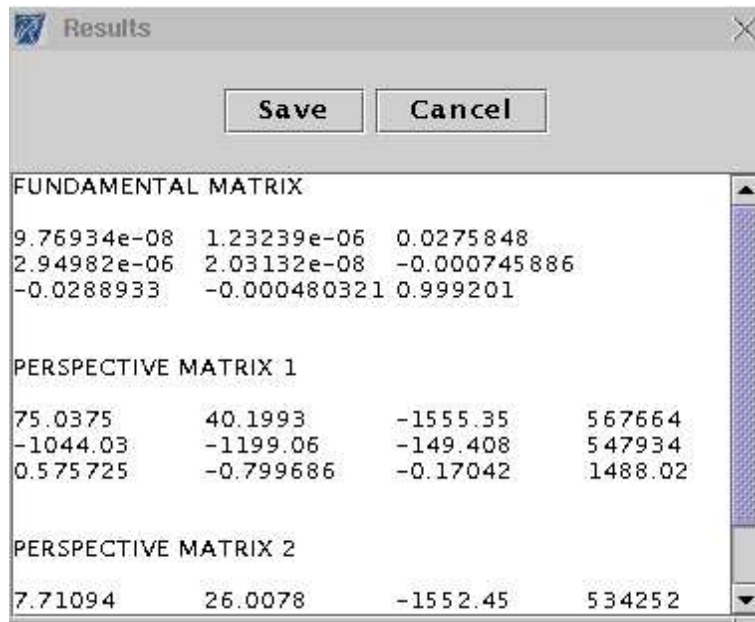 Results
Save Cancel
FUNDAMENTAL MATRIX
9.76934e-08 1.23239e-06 0.0275848
2.94982e-06 2.03132e-08 -0.000745886
-0.0288933 -0.000480321 0.999201
PERSPECTIVE MATRIX 1
75.0375 40.1993 -1555.35 567664
-1044.03 -1199.06 -149.408 547934
0.575725 -0.799686 -0.17042 1488.02
PERSPECTIVE MATRIX 2
7.71094 26.0078 -1552.45 534252